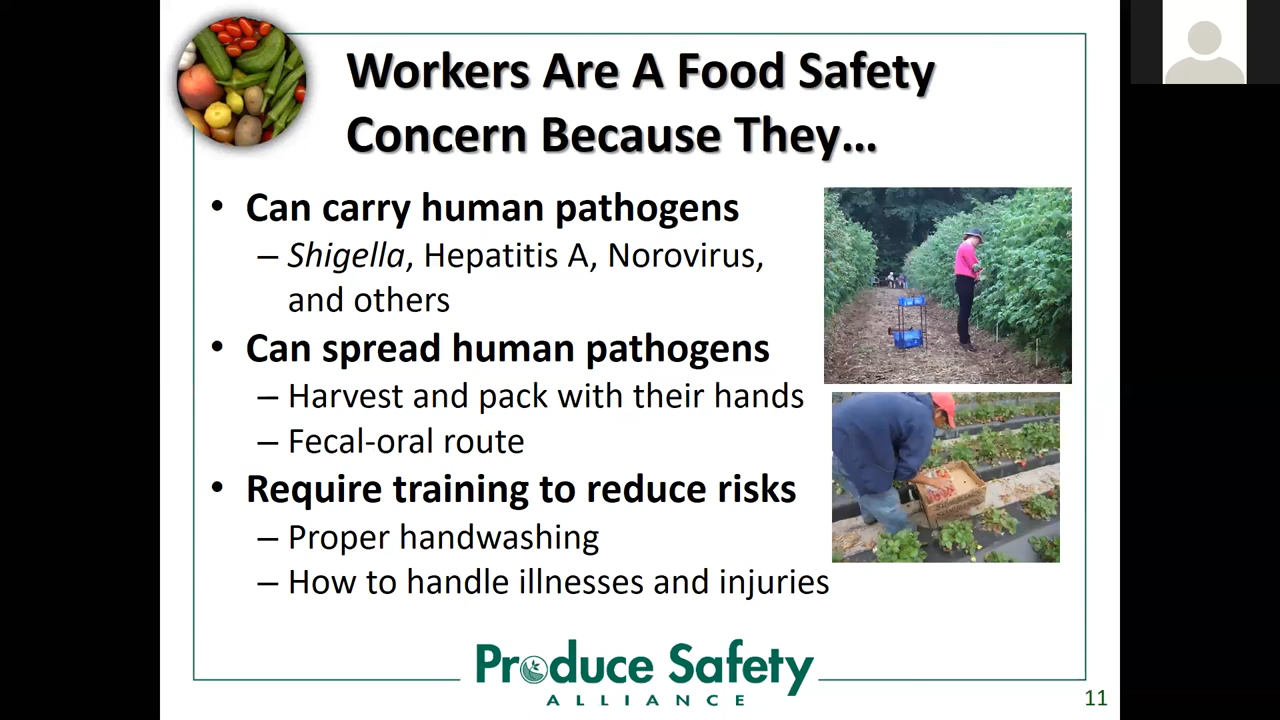 Workers Are A Food Safety
Concern Because They…
• Can carry human pathogens
– Shigella, Hepatitis A, Norovirus,
and others
• Can spread human pathogens
– Harvest and pack with their hands
– Fecal-oral route
• Require training to reduce risks
– Proper handwashing
– How to handle illnesses and injuries
Produce Safety
ALLIANCE
11